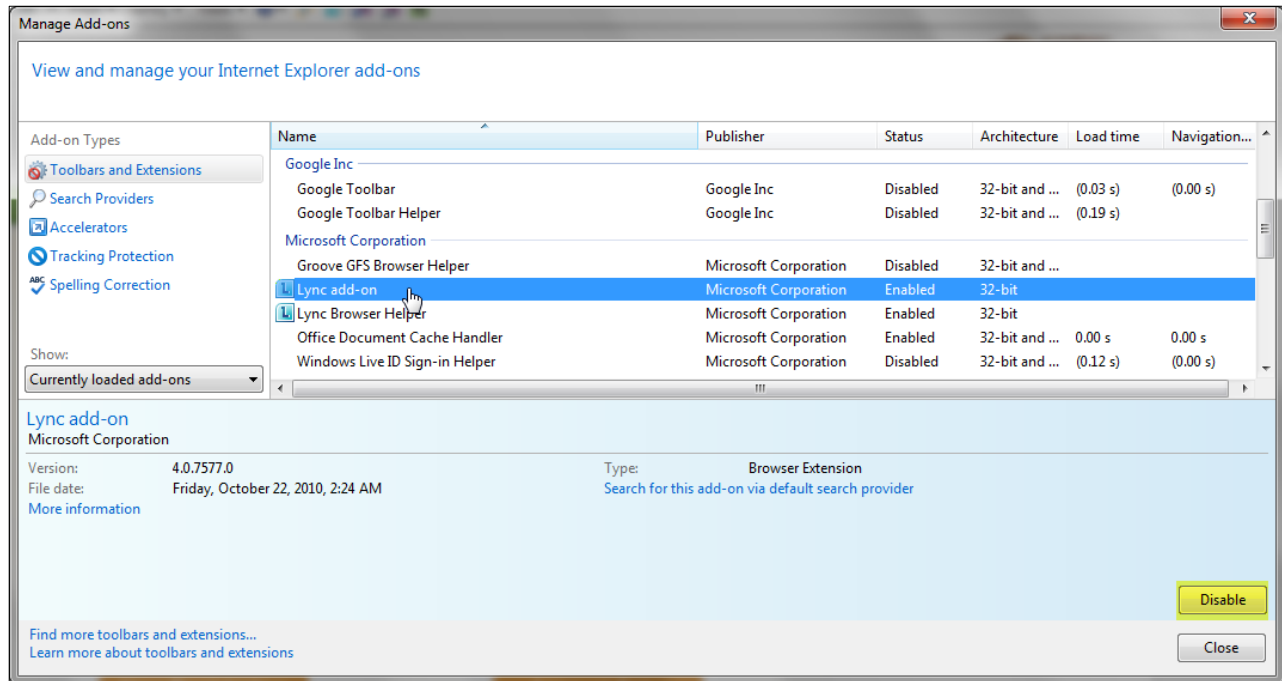 Manage Add-ons
View and manage your Internet Explorer add-ons
Add-on Types
Toolbars and Extensions
Search Providers
Accelerators
Tracking Protection
ABC Spelling Correction
Show:
Currently loaded add-ons
Name Publisher Status Architecture Load time Navigation...
Google Inc
Google Toolbar Google Inc Disabled 32-bit and ... (0.03 s) (0.00 s)
Google Toolbar Helper Google Inc Disabled 32-bit and ... (0.19 s)
Microsoft Corporation
Groove GFS Browser Helper Microsoft Corporation Disabled 32-bit and ...
Lync add-on Microsoft Corporation Enabled 32-bit
Lync Browser Helper Microsoft Corporation Enabled 32-bit
Office Document Cache Handler Microsoft Corporation Enabled 32-bit and ... 0.00 s 0.00 s
Windows Live ID Sign-in Helper Microsoft Corporation Disabled 32-bit and ... (0.12 s) (0.00 s)
Lync add-on
Microsoft Corporation
Version: 4.0.7577.0 Type: Browser Extension
File date: Friday, October 22, 2010, 2:24 AM Search for this add-on via default search provider
More information
Disable
Find more toolbars and extensions...
Learn more about toolbars and extensions
Close